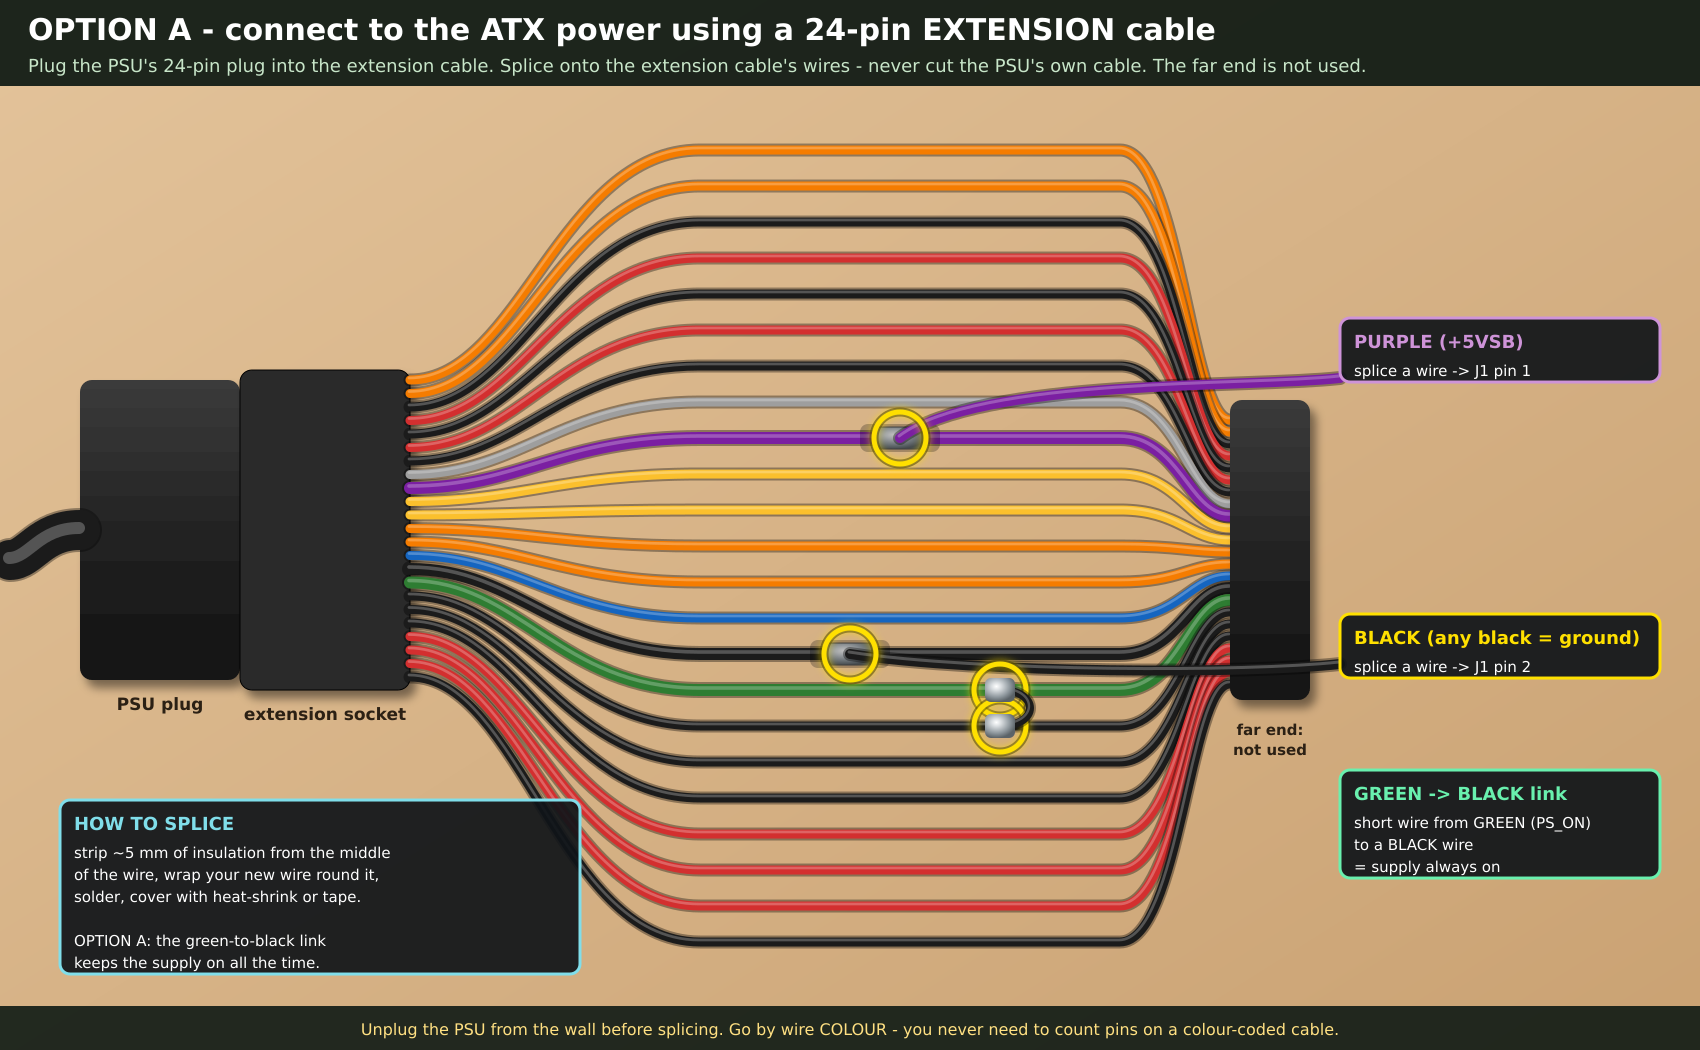 OPTION A - connect to the ATX power using a 24-pin EXTENSION cable
Plug the PSU's 24-pin plug into the extension cable. Splice onto the extension cable's wires - never cut the PSU's own cable. The far end is not used.
PURPLE (+5VSB)
splice a wire -> J1 pin 1
BLACK (any black = ground)
splice a wire -> J1 pin 2
PSU plug
extension socket
far end:
not used
GREEN -> BLACK link
short wire from GREEN (PS_ON)
to a BLACK wire
= supply always on
HOW TO SPLICE
strip ~5 mm of insulation from the middle
of the wire, wrap your new wire round it,
solder, cover with heat-shrink or tape.
OPTION A: the green-to-black link
keeps the supply on all the time.
Unplug the PSU from the wall before splicing. Go by wire COLOUR - you never need to count pins on a colour-coded cable.